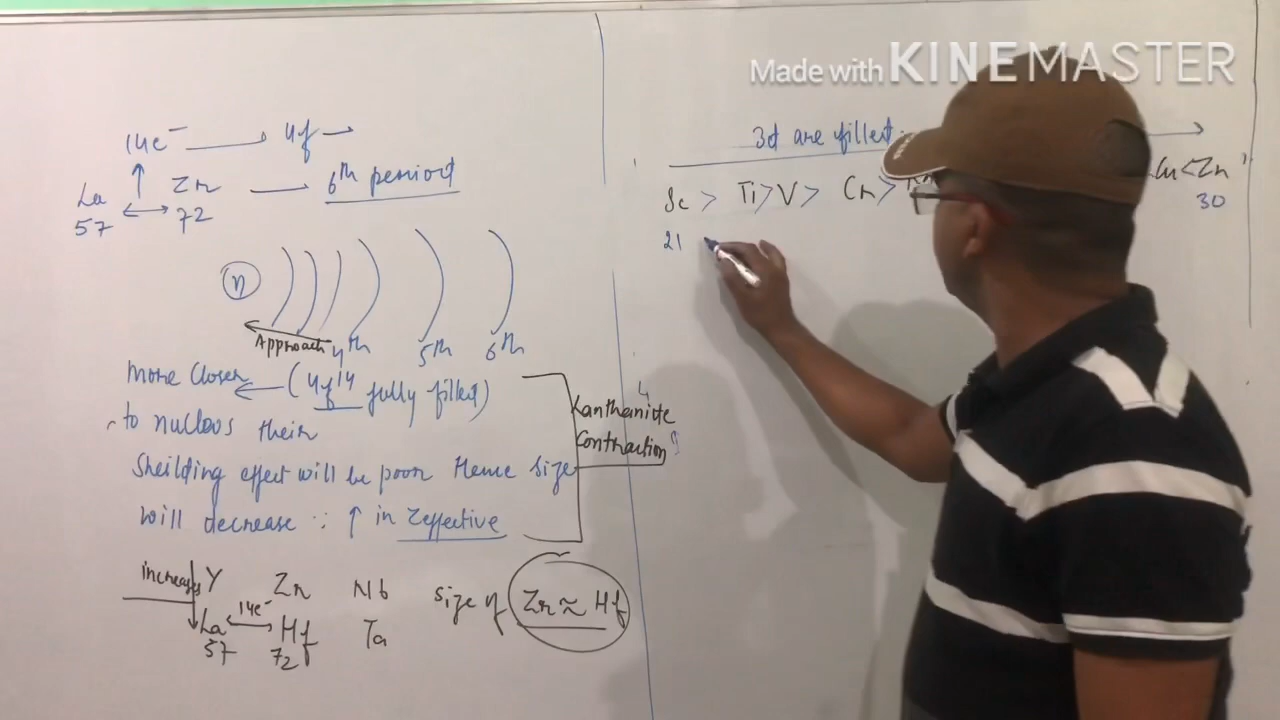 Made with KINEMASTER
14e⁻ → 4f →
La ↔ Zr → 6th period
57 72
n
Approach 4th 5th 6th
More Closer ← (4f14 fully filled)
to nucleus their
Sheilding effect will be poor Hence Size
will decrease ∴ ↑ in Zeffective
Lanthanide
Contraction
increases Y Zr Nb
La ↔ 14e⁻ Hf Ta
57 72
size of Zr ≈ Hf
3d are filled
Sc > Ti > V > Cr > Cu < Zn
21 30